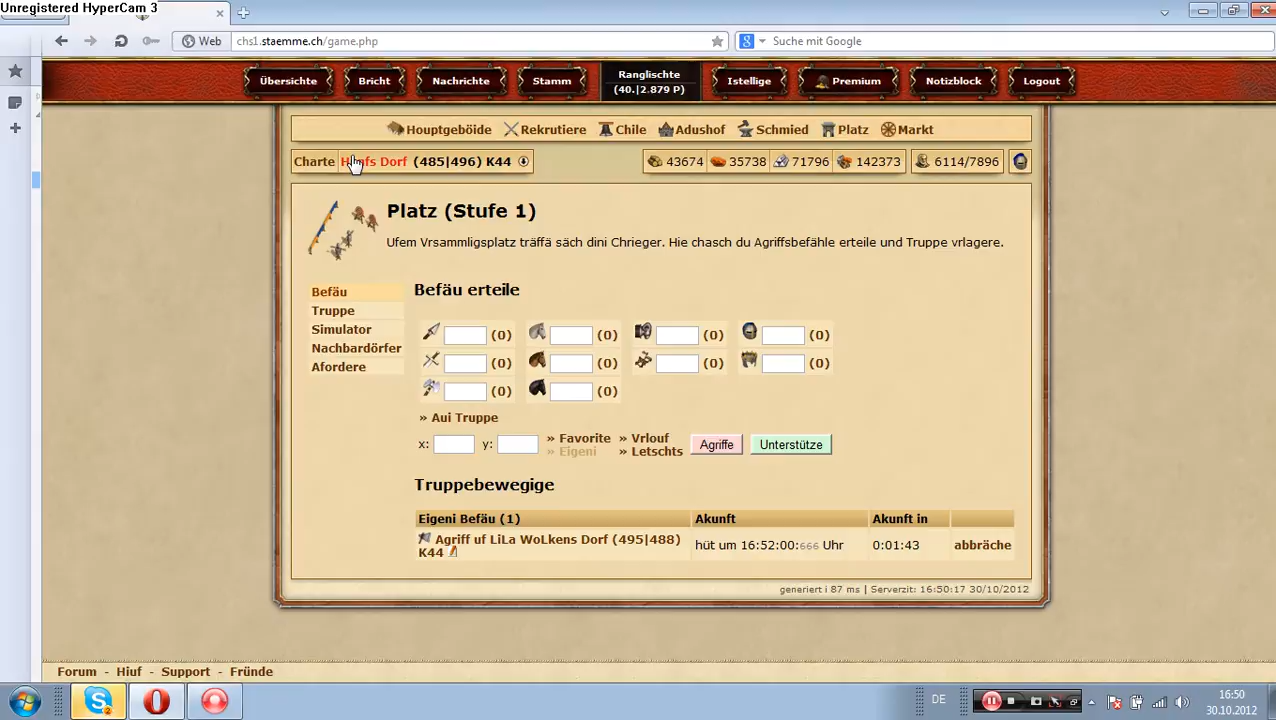 Unregistered HyperCam 3
Web chs1.staemme.ch/game.php Suche mit Google
Übersichte Bricht Nachrichte Stamm Ranglischte (40.|2.879 P) Istellige Premium Notizblock Logout
Hauptgeböide Rekrutiere Chile Adushof Schmied Platz Markt
Charte Dorf (485|496) K44 43674 35738 71796 142373 6114/7896
Platz (Stufe 1)
Ufem Vrsammligsplatz träffä säch dini Chrieger. Hie chasch du Agriffsbefähle erteile und Truppe vrlagere.
Befäu
Truppe
Simulator
Nachbardörfer
Afordere
Befäu erteile
(0) (0) (0) (0)
(0) (0) (0) (0)
(0) (0)
» Aui Truppe
x: y: » Favorite » Vrlouf Agriffe Unterstütze
» Eigeni » Letschts
Truppebewegige
Eigeni Befäu (1) Akunft Akunft in
Agriff uf LiLa WoLkens Dorf (495|488) K44 hüt um 16:52:00:666 Uhr 0:01:43 abbräche
generiert i 87 ms | Serverzit: 16:50:17 30/10/2012
Forum - Hiuf - Support - Fründe
2 DE 16:50
30.10.2012